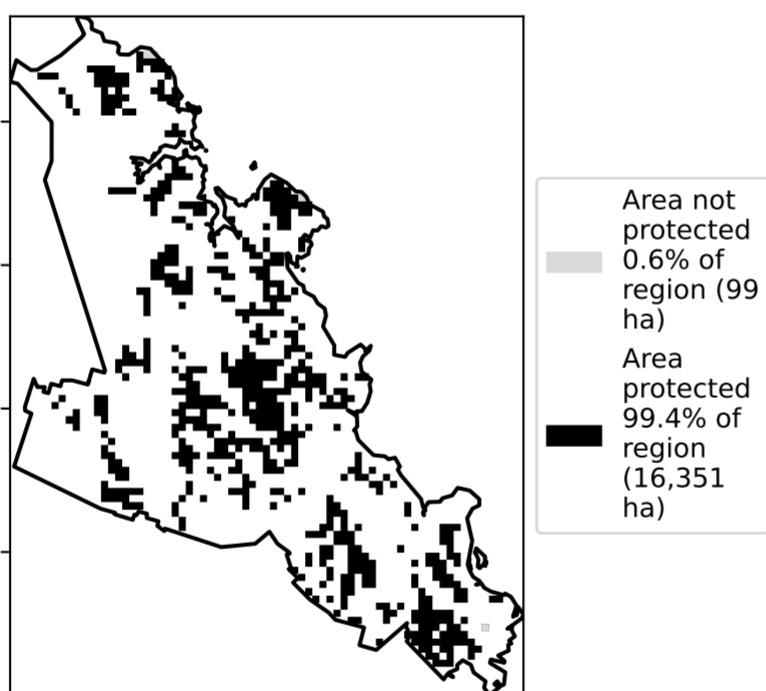 Area not
protected
0.6% of
region (99
ha)
Area
protected
99.4% of
region
(16,351
ha)